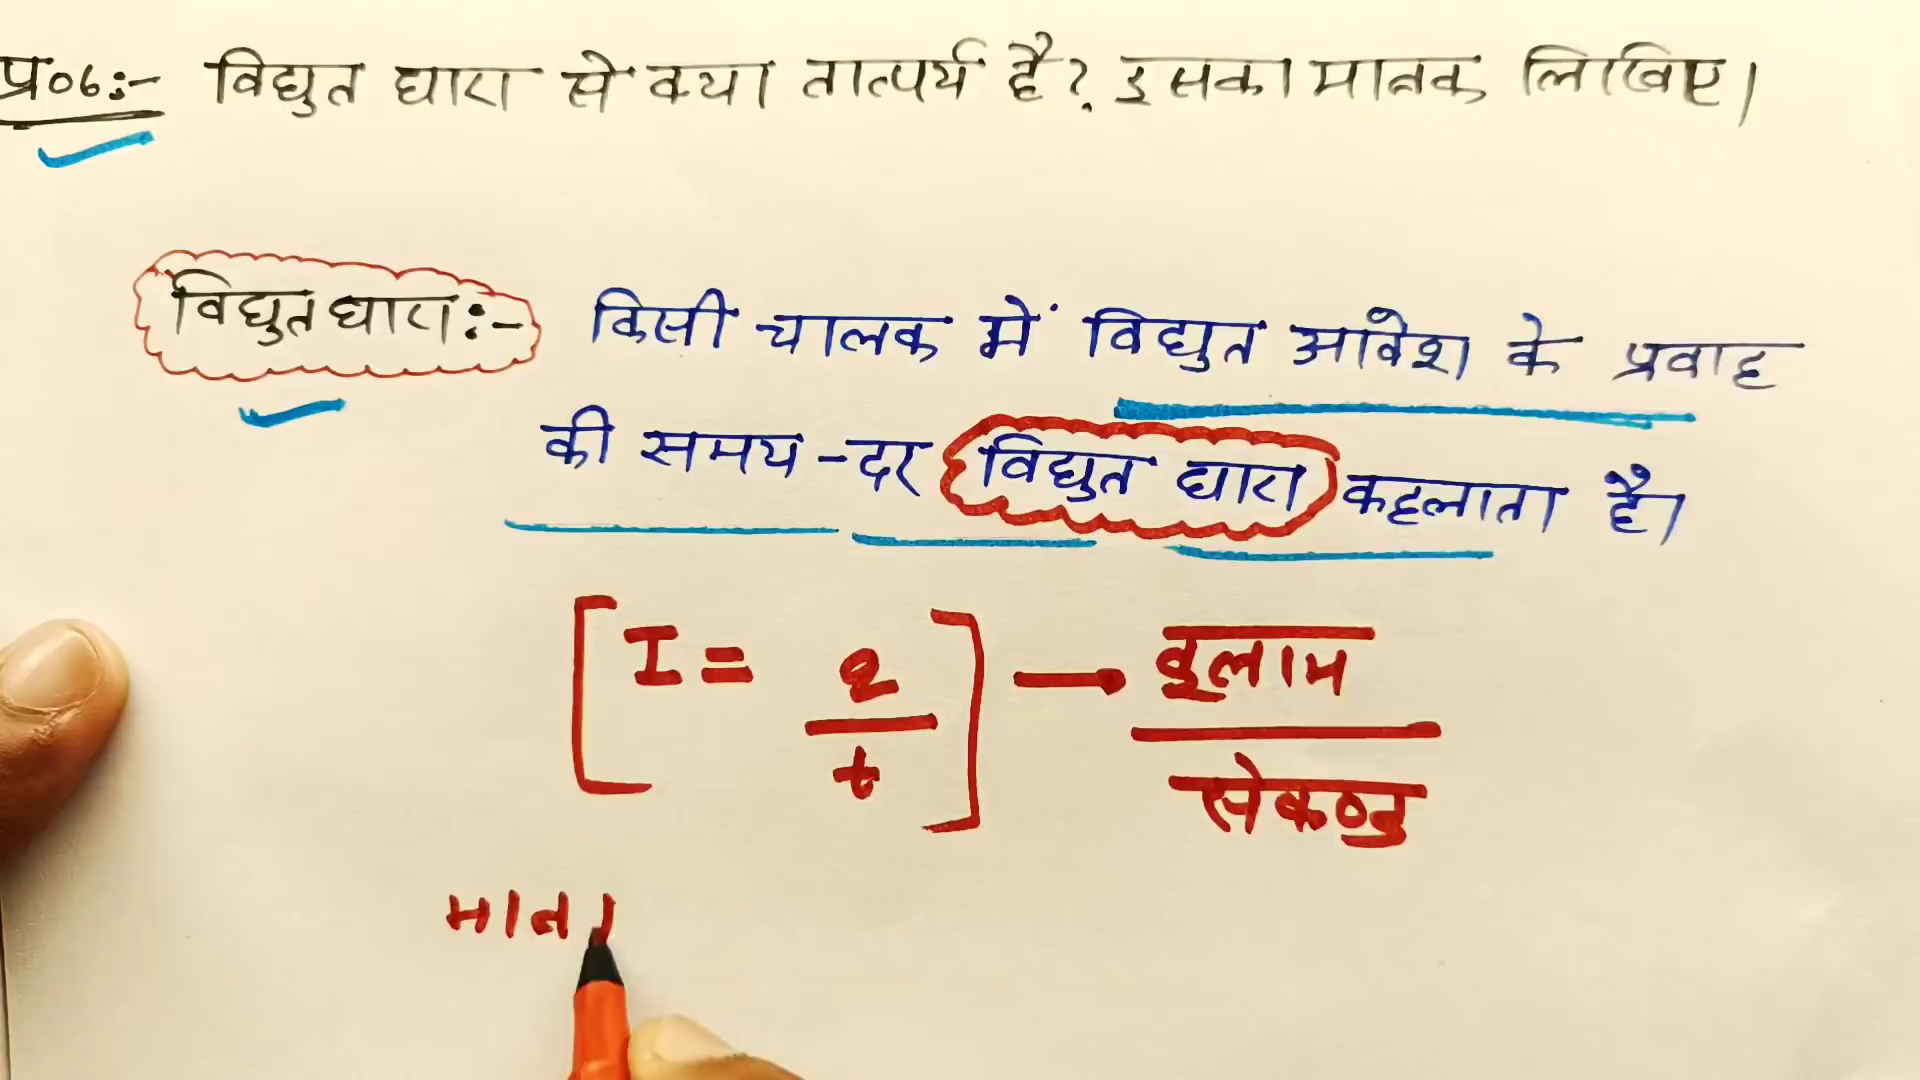 प्र०6:- विद्युत धारा से क्या तात्पर्य है? इसका मात्रक लिखिए।
विद्युत धारा:- किसी चालक में विद्युत आवेश के प्रवाह
की समय-दर विद्युत धारा कहलाता है।
[I = q/t] → कुलाम/सेकण्ड
मात्र